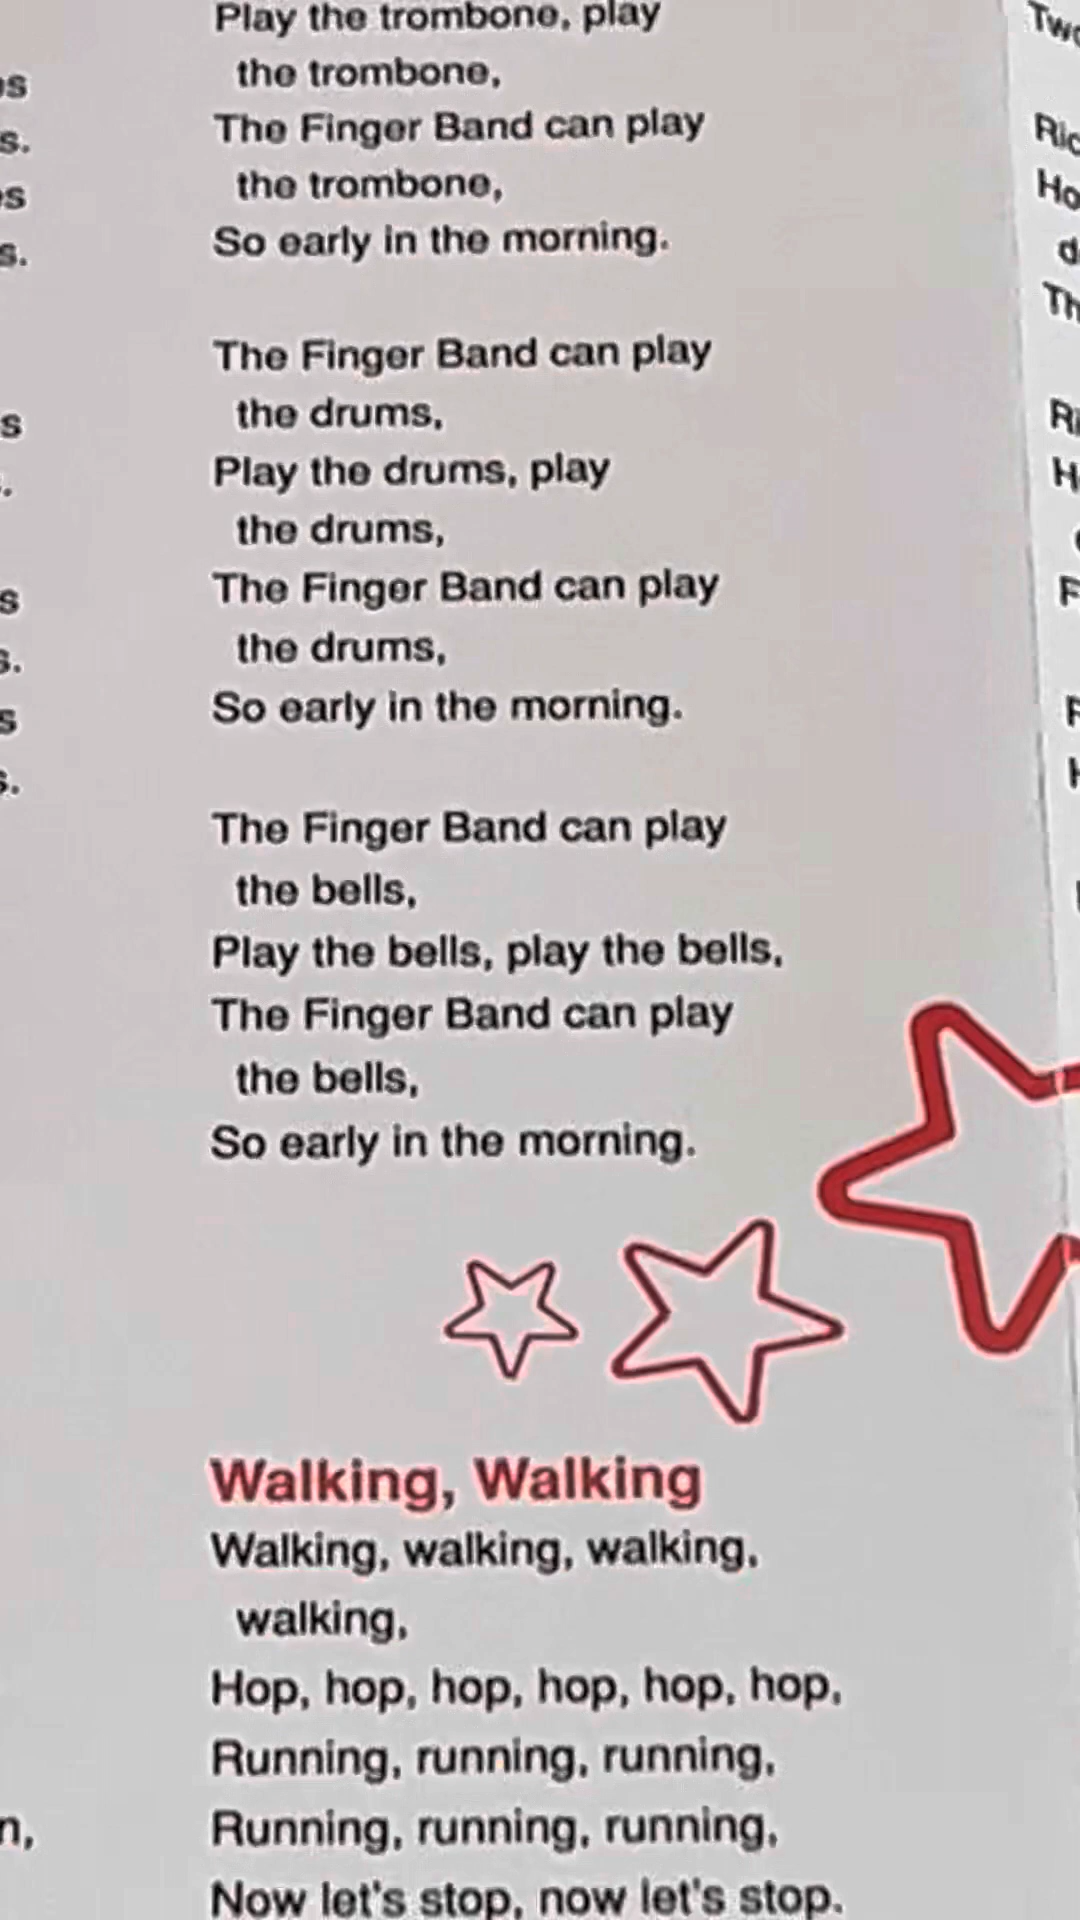 Play the trombone, play
the trombone,
The Finger Band can play
the trombone,
So early in the morning.
The Finger Band can play
the drums,
Play the drums, play
the drums,
The Finger Band can play
the drums,
So early in the morning.
The Finger Band can play
the bells,
Play the bells, play the bells,
The Finger Band can play
the bells,
So early in the morning.
Walking, Walking
Walking, walking, walking,
walking,
Hop, hop, hop, hop, hop, hop,
Running, running, running,
Running, running, running,
Now let's stop, now let's stop.